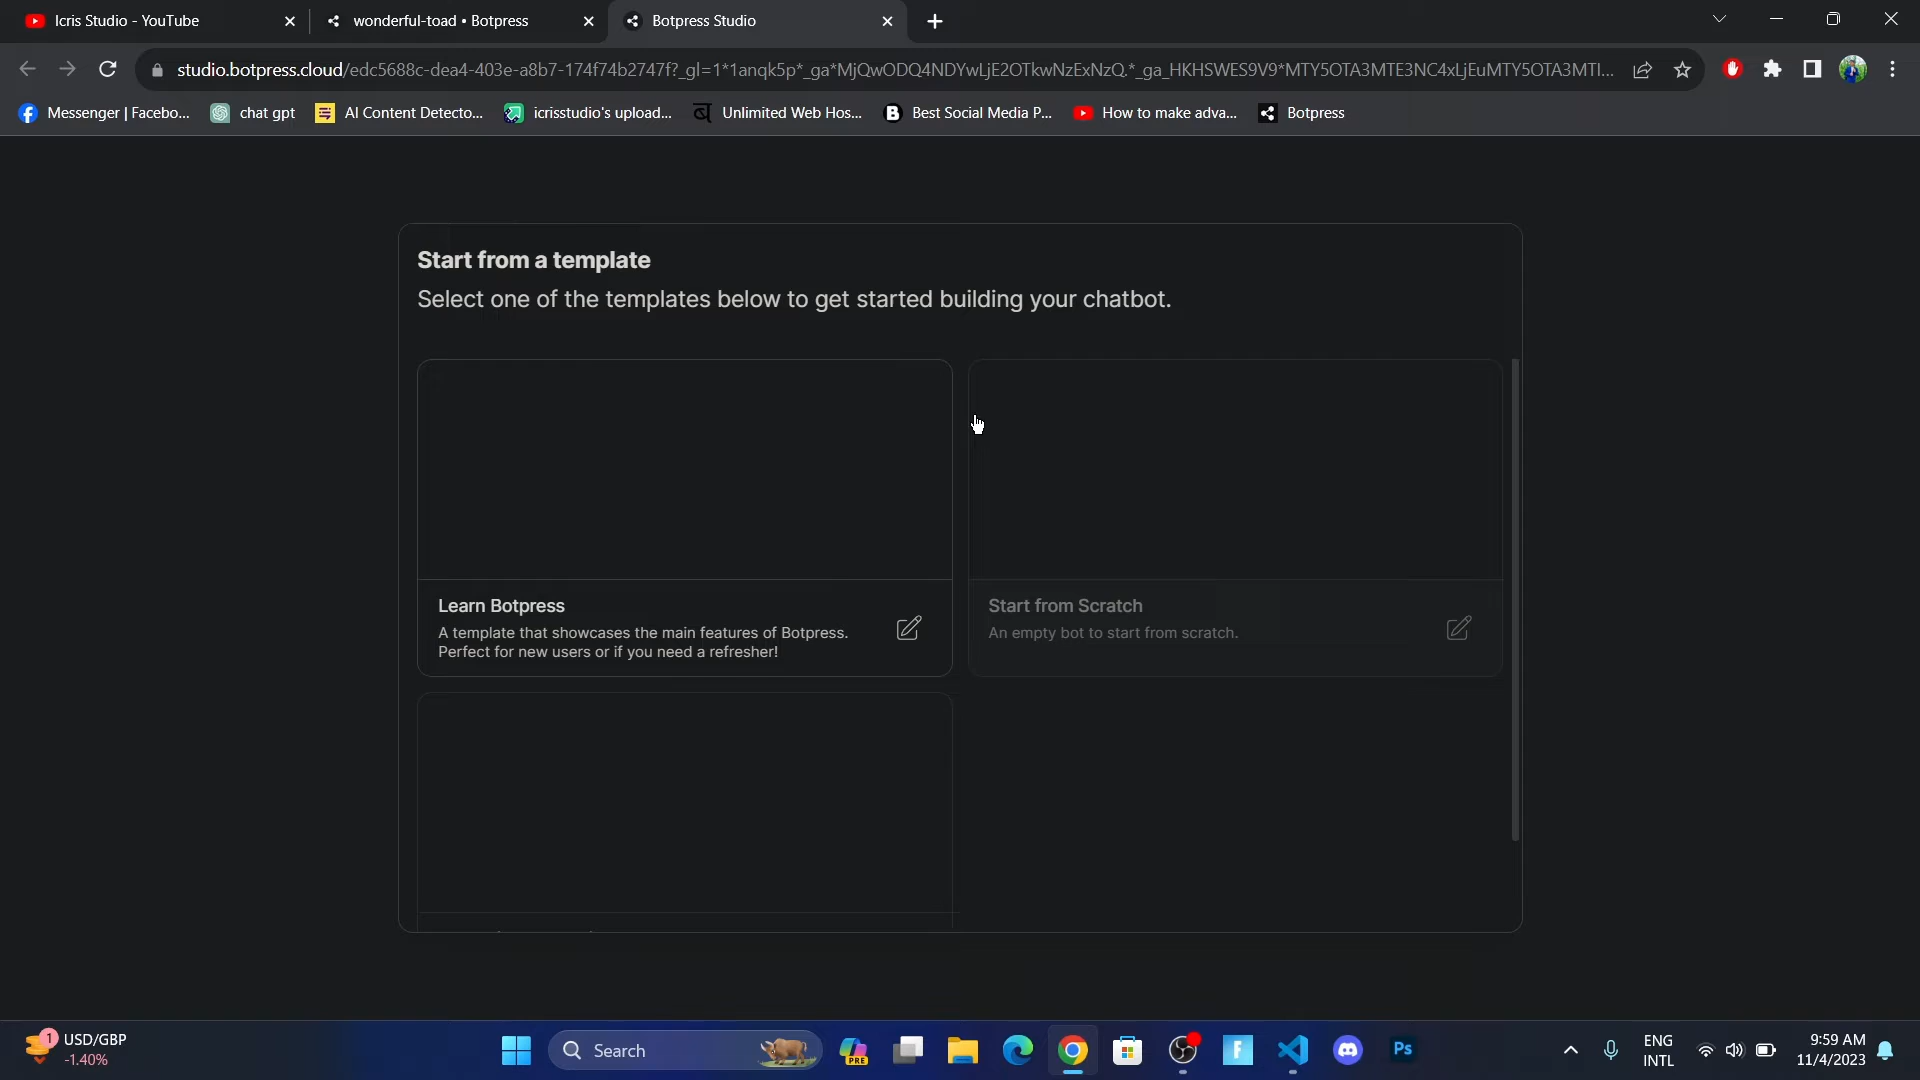 Icris Studio - YouTube
wonderful-toad • Botpress
Botpress Studio
studio.botpress.cloud/edc5688c-dea4-403e-a8b7-174f74b2747f?_gl=1*1anqk5p*_ga*MjQwODQ4NDYwLjE2OTkwNzExNzQ.*_ga_HKHSWES9V9*MTY5OTA3MTE3NC4xLjEuMTY5OTA3MTI...
Messenger | Facebo...
chat gpt
AI Content Detecto...
icrisstudio's upload...
Unlimited Web Hos...
Best Social Media P...
How to make adva...
Botpress
Start from a template
Select one of the templates below to get started building your chatbot.
Learn Botpress
A template that showcases the main features of Botpress.
Perfect for new users or if you need a refresher!
Start from Scratch
An empty bot to start from scratch.
1
USD/GBP
-1.40%
Search
PRE
Ps
ENG
INTL
9:59 AM
11/4/2023